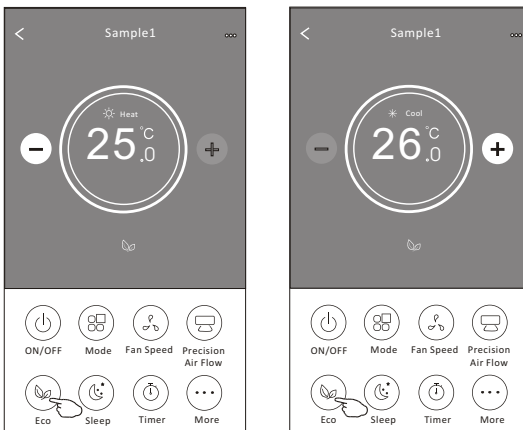 Sample1
Heat
25.0°C
ON/OFF
Mode
Fan Speed
Precision
Air Flow
Eco
Sleep
Timer
More
Sample1
Cool
26.0°C
ON/OFF
Mode
Fan Speed
Precision
Air Flow
Eco
Sleep
Timer
More